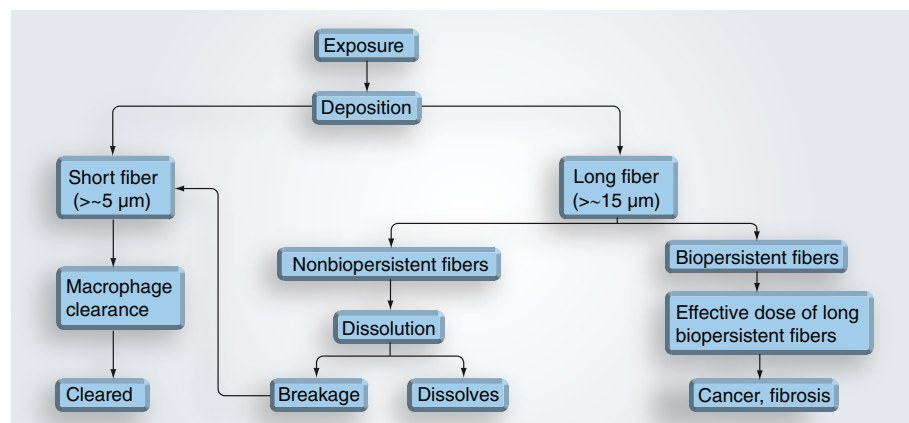 Exposure
Deposition
Short fiber
(>~5 µm)
Long fiber
(>~15 µm)
Nonbiopersistent fibers
Biopersistent fibers
Macrophage
clearance
Effective dose of long
biopersistent fibers
Dissolution
Cleared
Breakage
Dissolves
Cancer, fibrosis